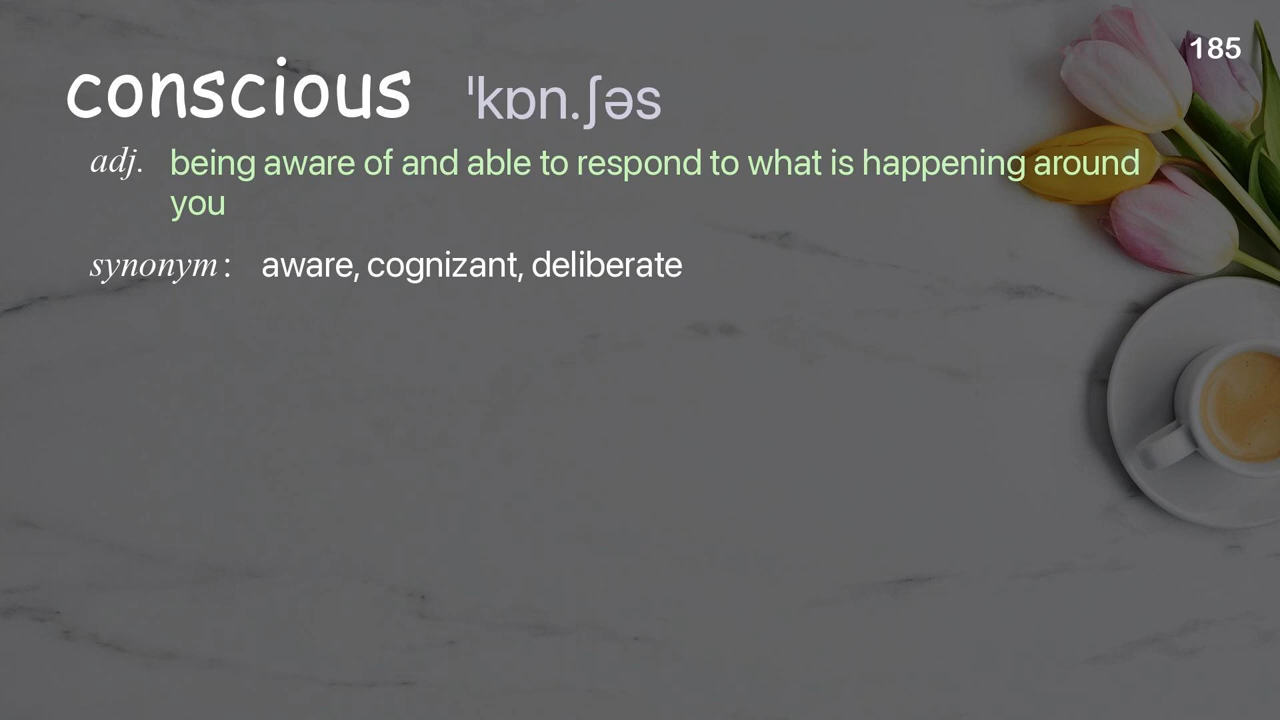 185
conscious ˈkɒn.ʃəs
adj. being aware of and able to respond to what is happening around
you
synonym: aware, cognizant, deliberate